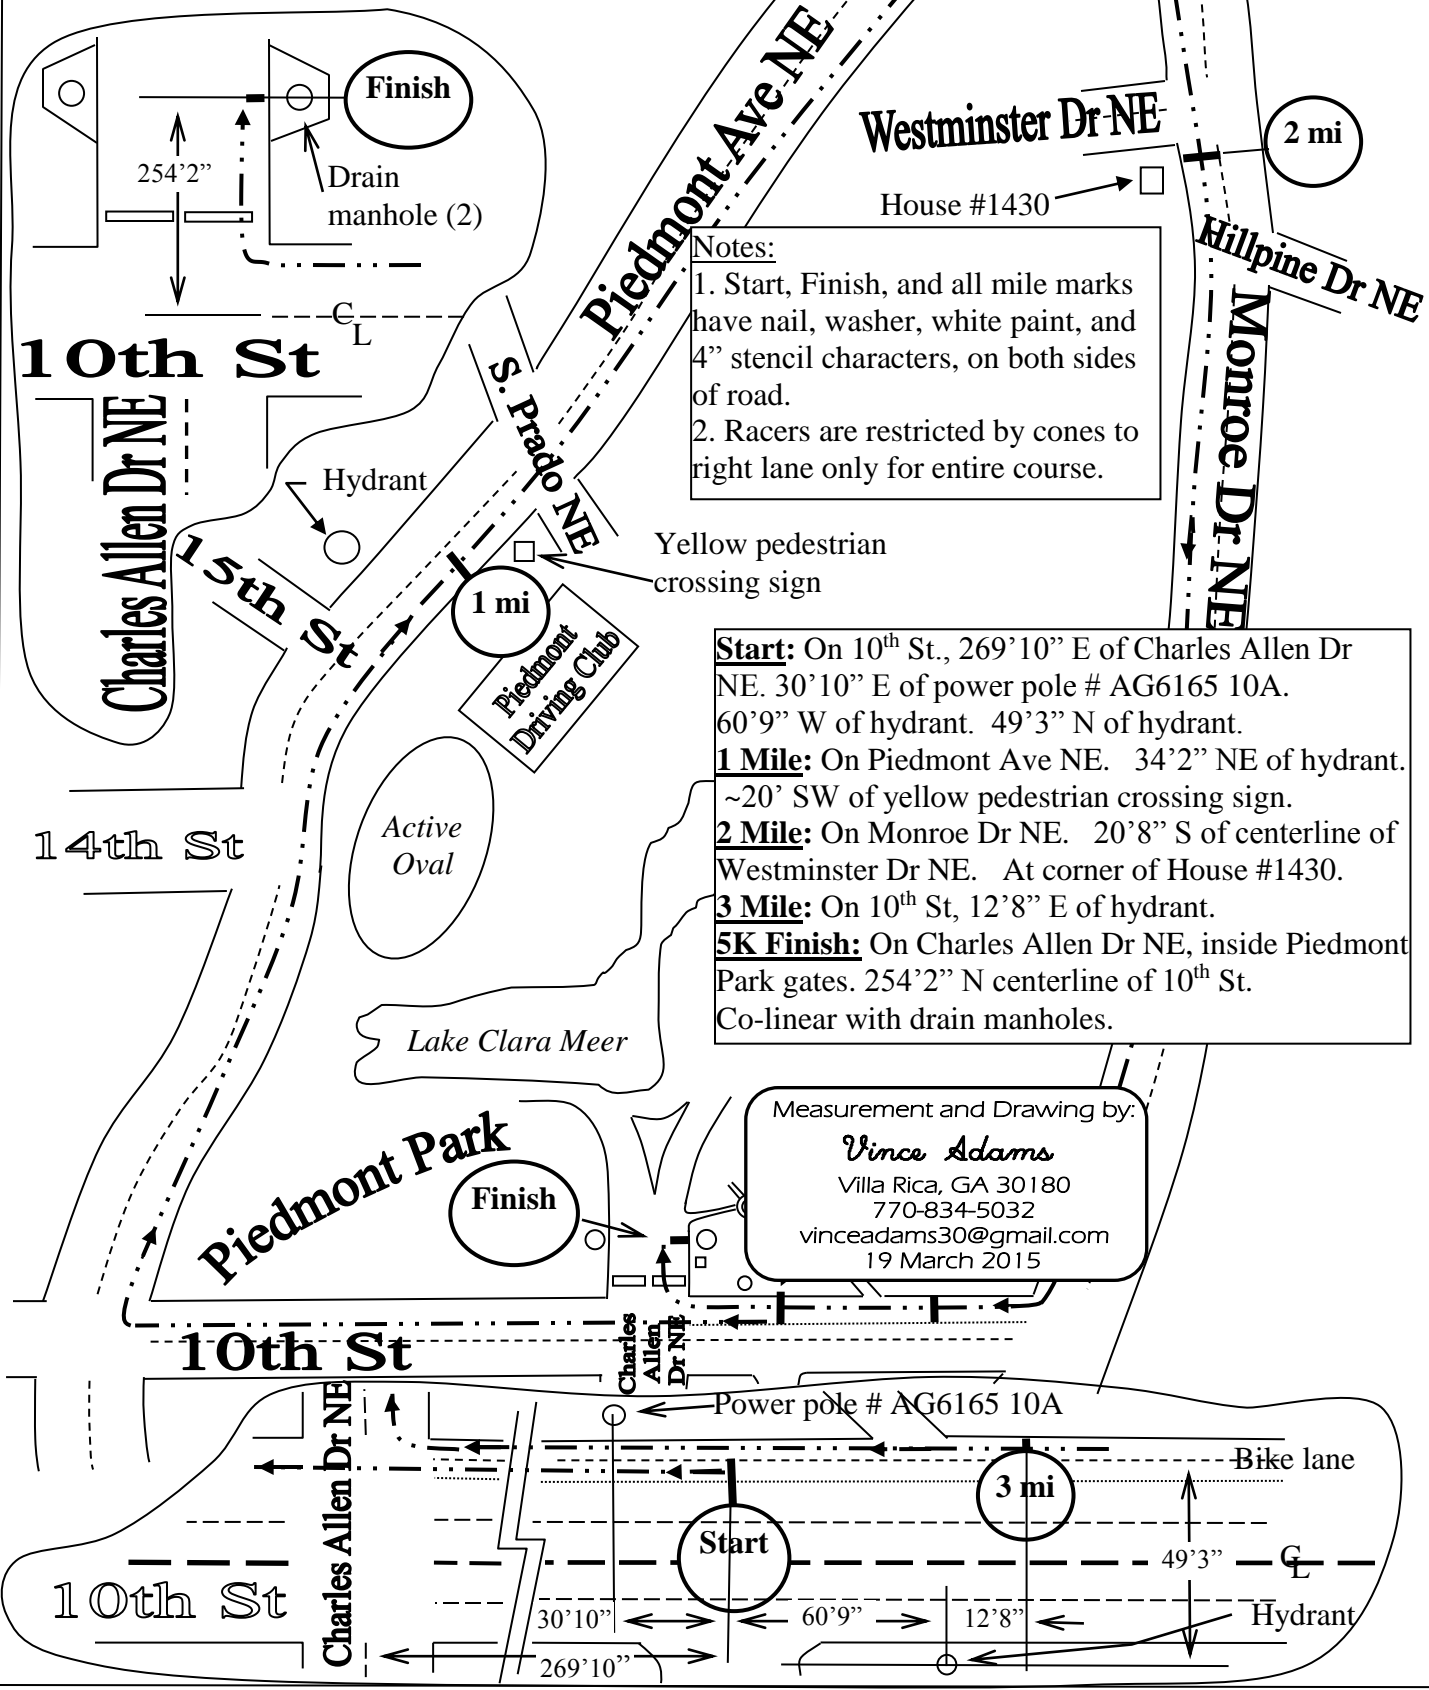 Finish
254’2”
Drain
manhole (2)
CL
10th St
Charles Allen Dr NE
Piedmont Ave NE
Westminster Dr NE
2 mi
House #1430
Hillpine Dr NE
Monroe Dr NE
Notes:
1. Start, Finish, and all mile marks
have nail, washer, white paint, and
4” stencil characters, on both sides
of road.
2. Racers are restricted by cones to
right lane only for entire course.
S. Prado NE
Hydrant
15th St
Yellow pedestrian
crossing sign
1 mi
Piedmont
Driving Club
Start: On 10th St., 269’10” E of Charles Allen Dr
NE. 30’10” E of power pole # AG6165 10A.
60’9” W of hydrant. 49’3” N of hydrant.
1 Mile: On Piedmont Ave NE. 34’2” NE of hydrant.
~20’ SW of yellow pedestrian crossing sign.
2 Mile: On Monroe Dr NE. 20’8” S of centerline of
Westminster Dr NE. At corner of House #1430.
3 Mile: On 10th St, 12’8” E of hydrant.
5K Finish: On Charles Allen Dr NE, inside Piedmont
Park gates. 254’2” N centerline of 10th St.
Co-linear with drain manholes.
14th St
Active
Oval
Lake Clara Meer
Piedmont Park
Finish
Measurement and Drawing by:
Vince Adams
Villa Rica, GA 30180
770-834-5032
vinceadams30@gmail.com
19 March 2015
10th St
Charles
Allen
Dr NE
Power pole # AG6165 10A
Bike lane
3 mi
Start
Charles Allen Dr NE
49’3”
CL
10th St
30’10”
60’9”
12’8”
Hydrant
269’10”